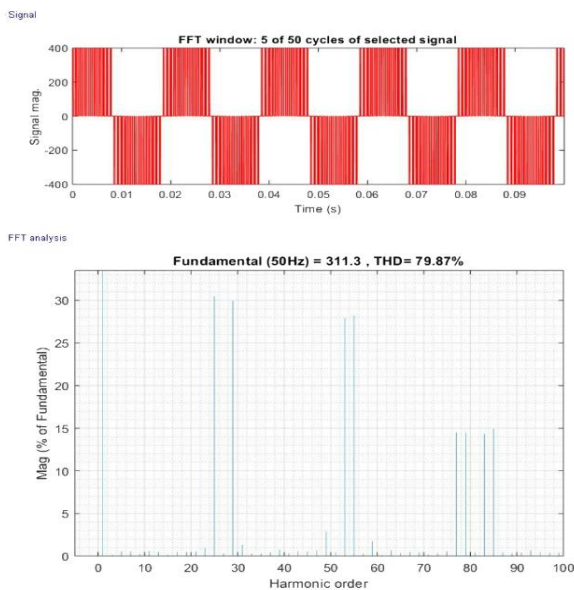 Signal
FFT window: 5 of 50 cycles of selected signal
400
200
0
-200
-400
Signal mag.
0 0.01 0.02 0.03 0.04 0.05 0.06 0.07 0.08 0.09
Time (s)
FFT analysis
Fundamental (50Hz) = 311.3 , THD= 79.87%
30
25
20
15
10
5
0
Mag (% of Fundamental)
0 10 20 30 40 50 60 70 80 90 100
Harmonic order